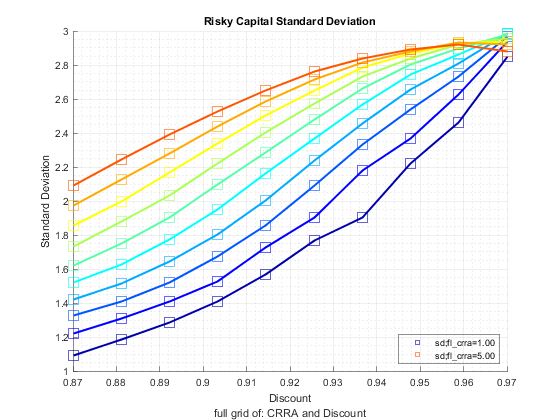 Risky Capital Standard Deviation
3
2.8
2.6
2.4
2.2
2
1.8
1.6
1.4
1.2
1
Standard Deviation
0.87 0.88 0.89 0.9 0.91 0.92 0.93 0.94 0.95 0.96 0.97
Discount
full grid of: CRRA and Discount
sd;fl_crra=1.00
sd;fl_crra=5.00